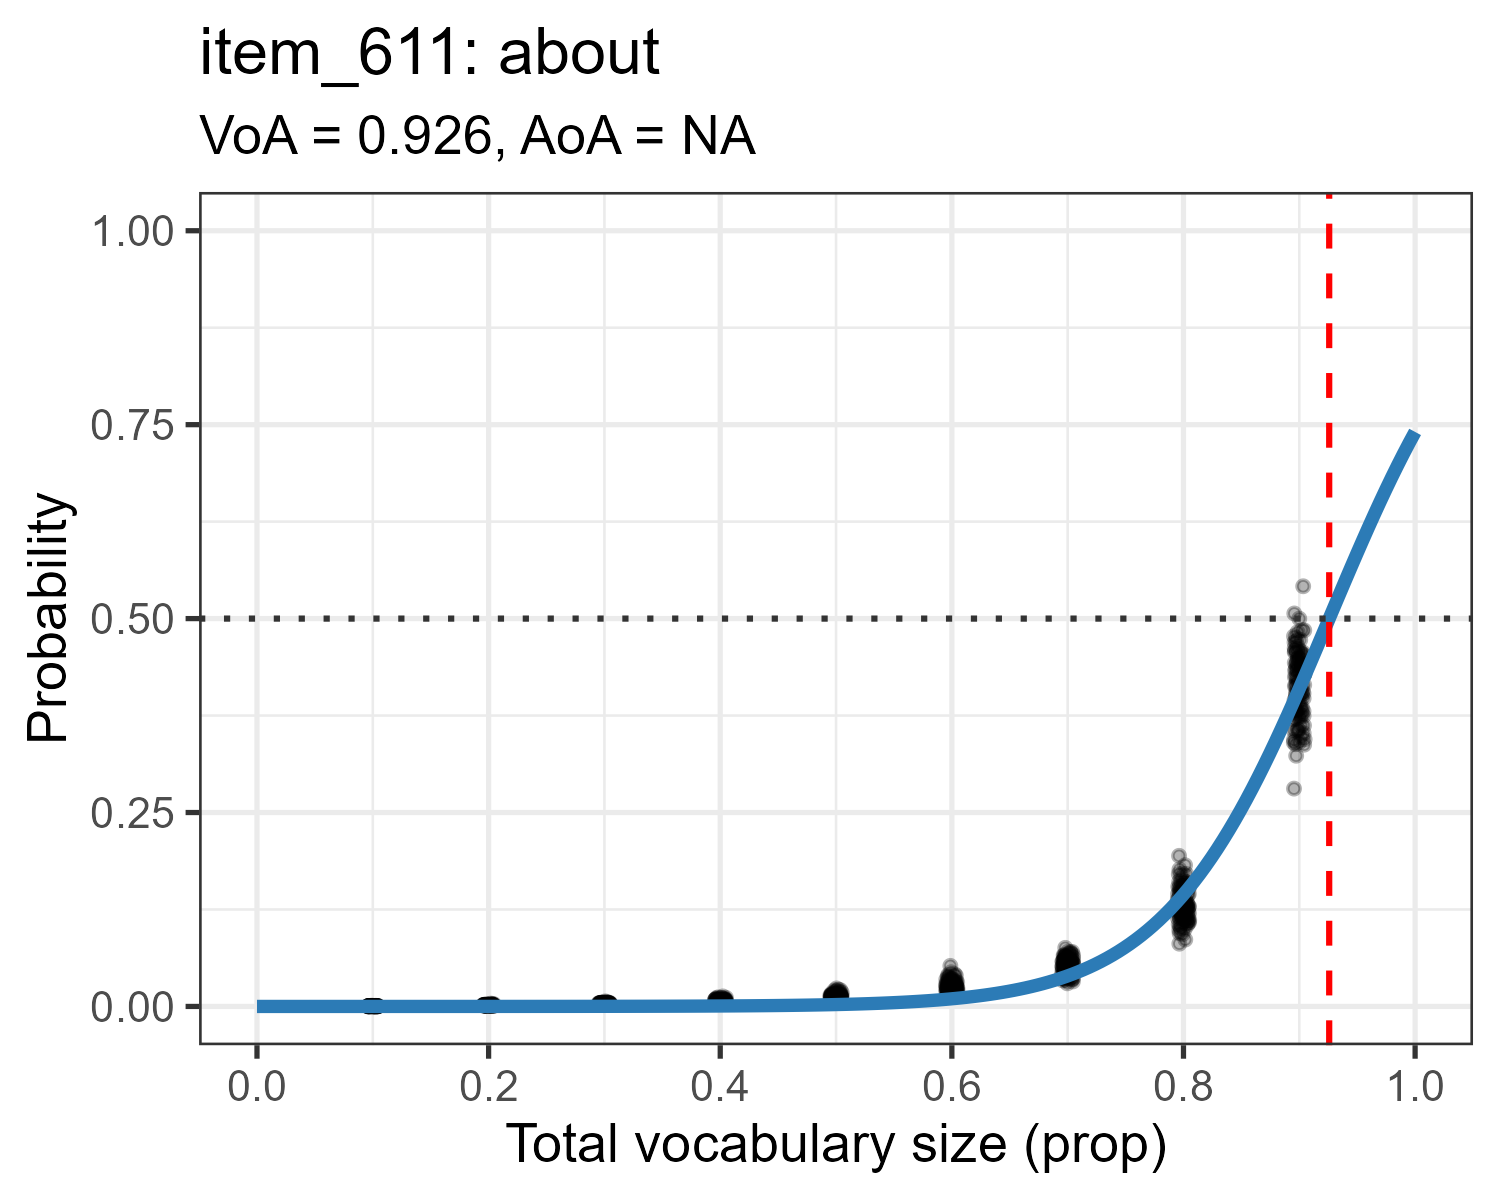 item_611: about
VoA = 0.926, AoA = NA
1.00
0.75
0.50
0.25
0.00
Probability
0.0 0.2 0.4 0.6 0.8 1.0
Total vocabulary size (prop)